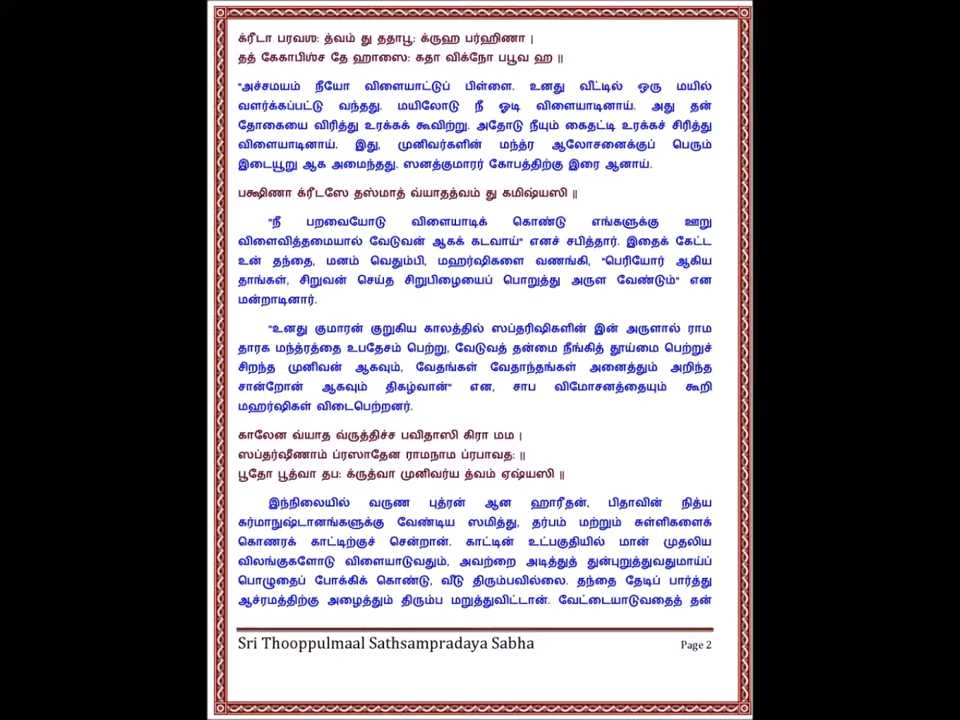 க்ரீடா பரவஶ: த்வம் து ததாபூ: க்ருஹ பர்ஹிணா |
தத் கேகாபிஶ்ச தே ஹாஸை: கதா விக்நோ பபூவ ஹ ||
"அச்சமயம் நீயோ விளையாட்டுப் பிள்ளை. உனது வீட்டில் ஒரு மயில்
வளர்க்கப்பட்டு வந்தது. மயிலோடு நீ ஓடி விளையாடினாய். அது தன்
தோகையை விரித்து உரக்கக் கூவிற்று. அதோடு நீயும் கைதட்டி உரக்கச் சிரித்து
விளையாடினாய். இது, முனிவர்களின் மந்த்ர ஆலோசனைக்குப் பெரும்
இடையூறு ஆக அமைந்தது. ஸனத்குமாரர் கோபத்திற்கு இரை ஆனாய்.
பக்ஷிணா க்ரீடஸே தஸ்மாத் வ்யாதத்வம் து கமிஷ்யஸி ||
"நீ பறவையோடு விளையாடிக் கொண்டு எங்களுக்கு ஊறு
விளைவித்தமையால் வேடுவன் ஆகக் கடவாய்" எனச் சபித்தார். இதைக் கேட்ட
உன் தந்தை, மனம் வெதும்பி, மஹர்ஷிகளை வணங்கி, "பெரியோர் ஆகிய
தாங்கள், சிறுவன் செய்த சிறுபிழையைப் பொறுத்து அருள வேண்டும்" என
மன்றாடினார்.
"உனது குமாரன் குறுகிய காலத்தில் ஸப்தரிஷிகளின் இன் அருளால் ராம
தாரக மந்த்ரத்தை உபதேசம் பெற்று, வேடுவத் தன்மை நீங்கித் தூய்மை பெற்றுச்
சிறந்த முனிவன் ஆகவும், வேதங்கள் வேதாந்தங்கள் அனைத்தும் அறிந்த
சான்றோன் ஆகவும் திகழ்வான்" என, சாப விமோசனத்தையும் கூறி
மஹர்ஷிகள் விடைபெற்றனர்.
காலேன வ்யாத வ்ருத்திச்ச பவிதாஸி கிரா மம |
ஸப்தர்ஷீணாம் ப்ரஸாதேன ராமநாம ப்ரபாவத: ||
பூதோ பூத்வா தப: க்ருத்வா முனிவர்ய த்வம் ஏஷ்யஸி ||
இந்நிலையில் வருண புத்ரன் ஆன ஹாரீதன், பிதாவின் நித்ய
கர்மாநுஷ்டானங்களுக்கு வேண்டிய ஸமித்து, தர்பம் மற்றும் சுள்ளிகளைக்
கொணரக் காட்டிற்குச் சென்றான். காட்டின் உட்பகுதியில் மான் முதலிய
விலங்குகளோடு விளையாடுவதும், அவற்றை அடித்துத் துன்புறுத்துவதுமாய்ப்
பொழுதைப் போக்கிக் கொண்டு, வீடு திரும்பவில்லை. தந்தை தேடிப் பார்த்து
ஆச்ரமத்திற்கு அழைத்தும் திரும்ப மறுத்துவிட்டான். வேட்டையாடுவதைத் தன்
Sri Thooppulmaal Sathsampradaya Sabha Page 2